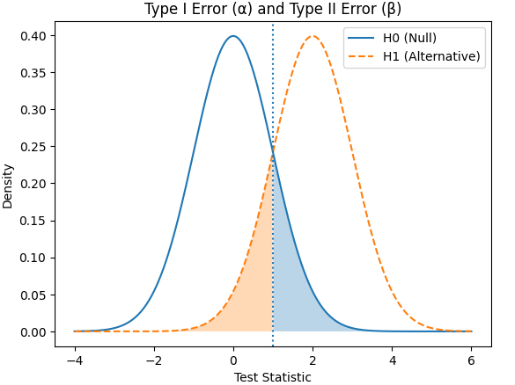 Type I Error (α) and Type II Error (β)
H0 (Null)
H1 (Alternative)
Density
0.40
0.35
0.30
0.25
0.20
0.15
0.10
0.05
0.00
−4 −2 0 2 4 6
Test Statistic